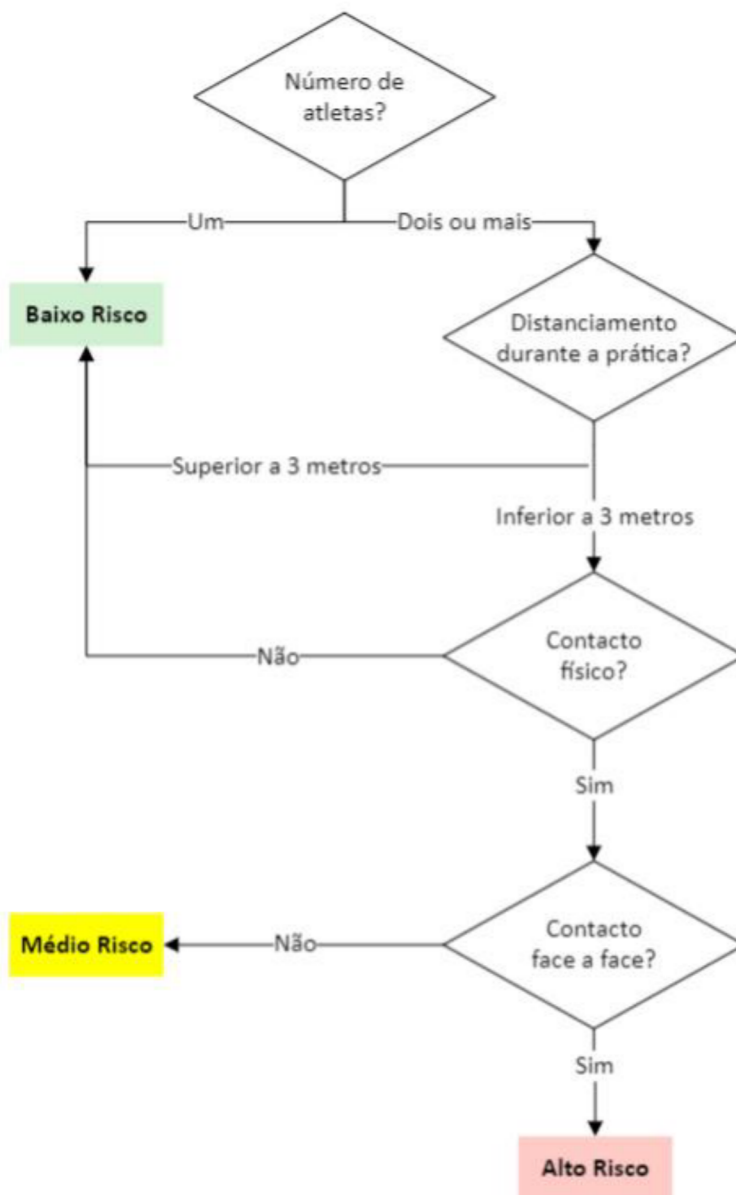 Número de
atletas?
Um
Dois ou mais
Baixo Risco
Distanciamento
durante a prática?
Superior a 3 metros
Inferior a 3 metros
Contacto
físico?
Não
Sim
Contacto
face a face?
Médio Risco
Não
Sim
Alto Risco